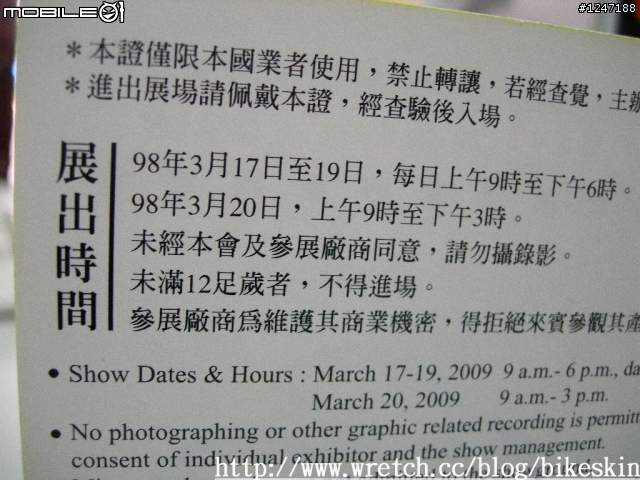 MOBILE01
#1247188
＊本證僅限本國業者使用，禁止轉讓，若經查覺，主辦
＊進出展場請佩戴本證，經查驗後入場。
展出時間
98年3月17日至19日，每日上午9時至下午6時。
98年3月20日，上午9時至下午3時。
未經本會及參展廠商同意，請勿攝錄影。
未滿12足歲者，不得進場。
參展廠商為維護其商業機密，得拒絕來賓參觀其產
• Show Dates & Hours : March 17-19, 2009 9 a.m.- 6 p.m., da
March 20, 2009 9 a.m.- 3 p.m.
• No photographing or other graphic related recording is permitt
consent of individual exhibitor and the show management.
http://www.wretch.cc/blog/bikeskin